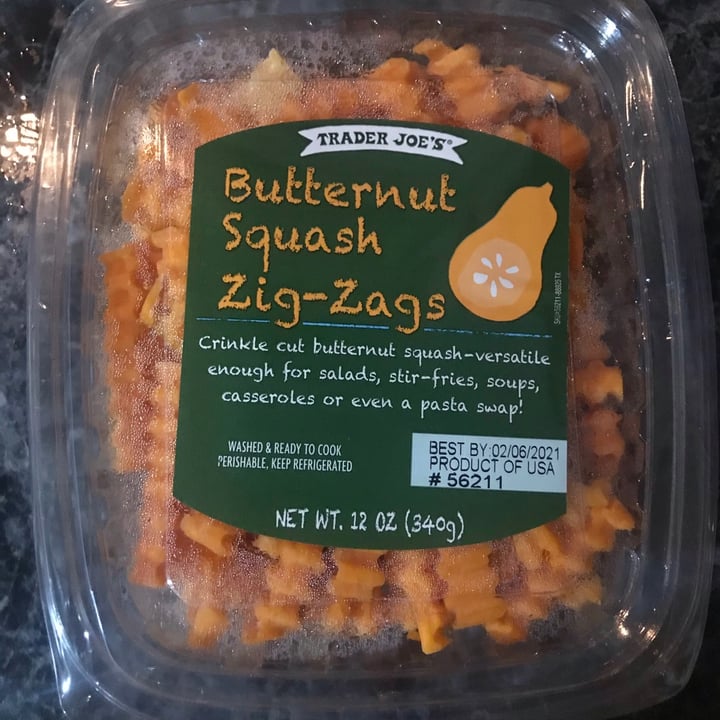 TRADER JOE'S®
Butternut
Squash
Zig-Zags
Crinkle cut butternut squash-versatile
enough for salads, stir-fries, soups,
casseroles or even a pasta swap!
WASHED & READY TO COOK
PERISHABLE, KEEP REFRIGERATED
BEST BY:02/06/2021
PRODUCT OF USA
# 56211
NET WT. 12 OZ (340g)